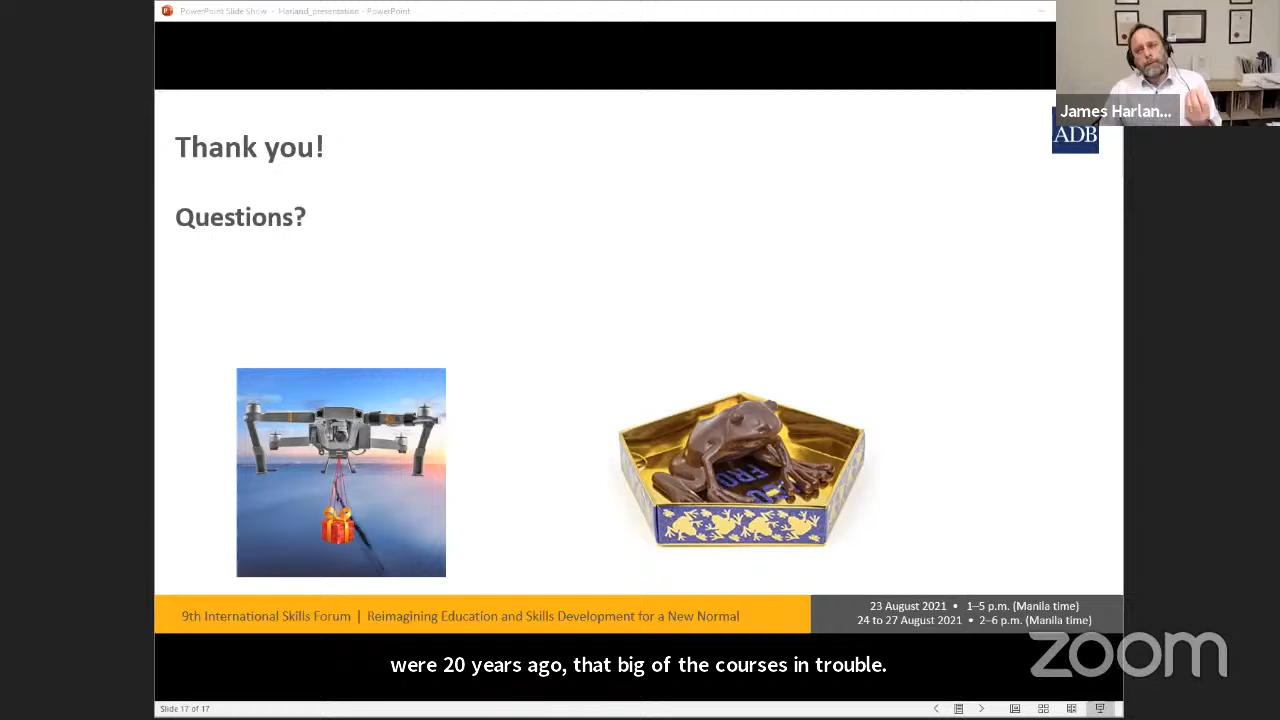 PowerPoint Slide Show - Harland_presentation - PowerPoint
James Harlan...
ADB
Thank you!
Questions?
FRO
9th International Skills Forum | Reimagining Education and Skills Development for a New Normal
23 August 2021 • 1–5 p.m. (Manila time)
24 to 27 August 2021 • 2–6 p.m. (Manila time)
zoom
were 20 years ago, that big of the courses in trouble.
Slide 17 of 17